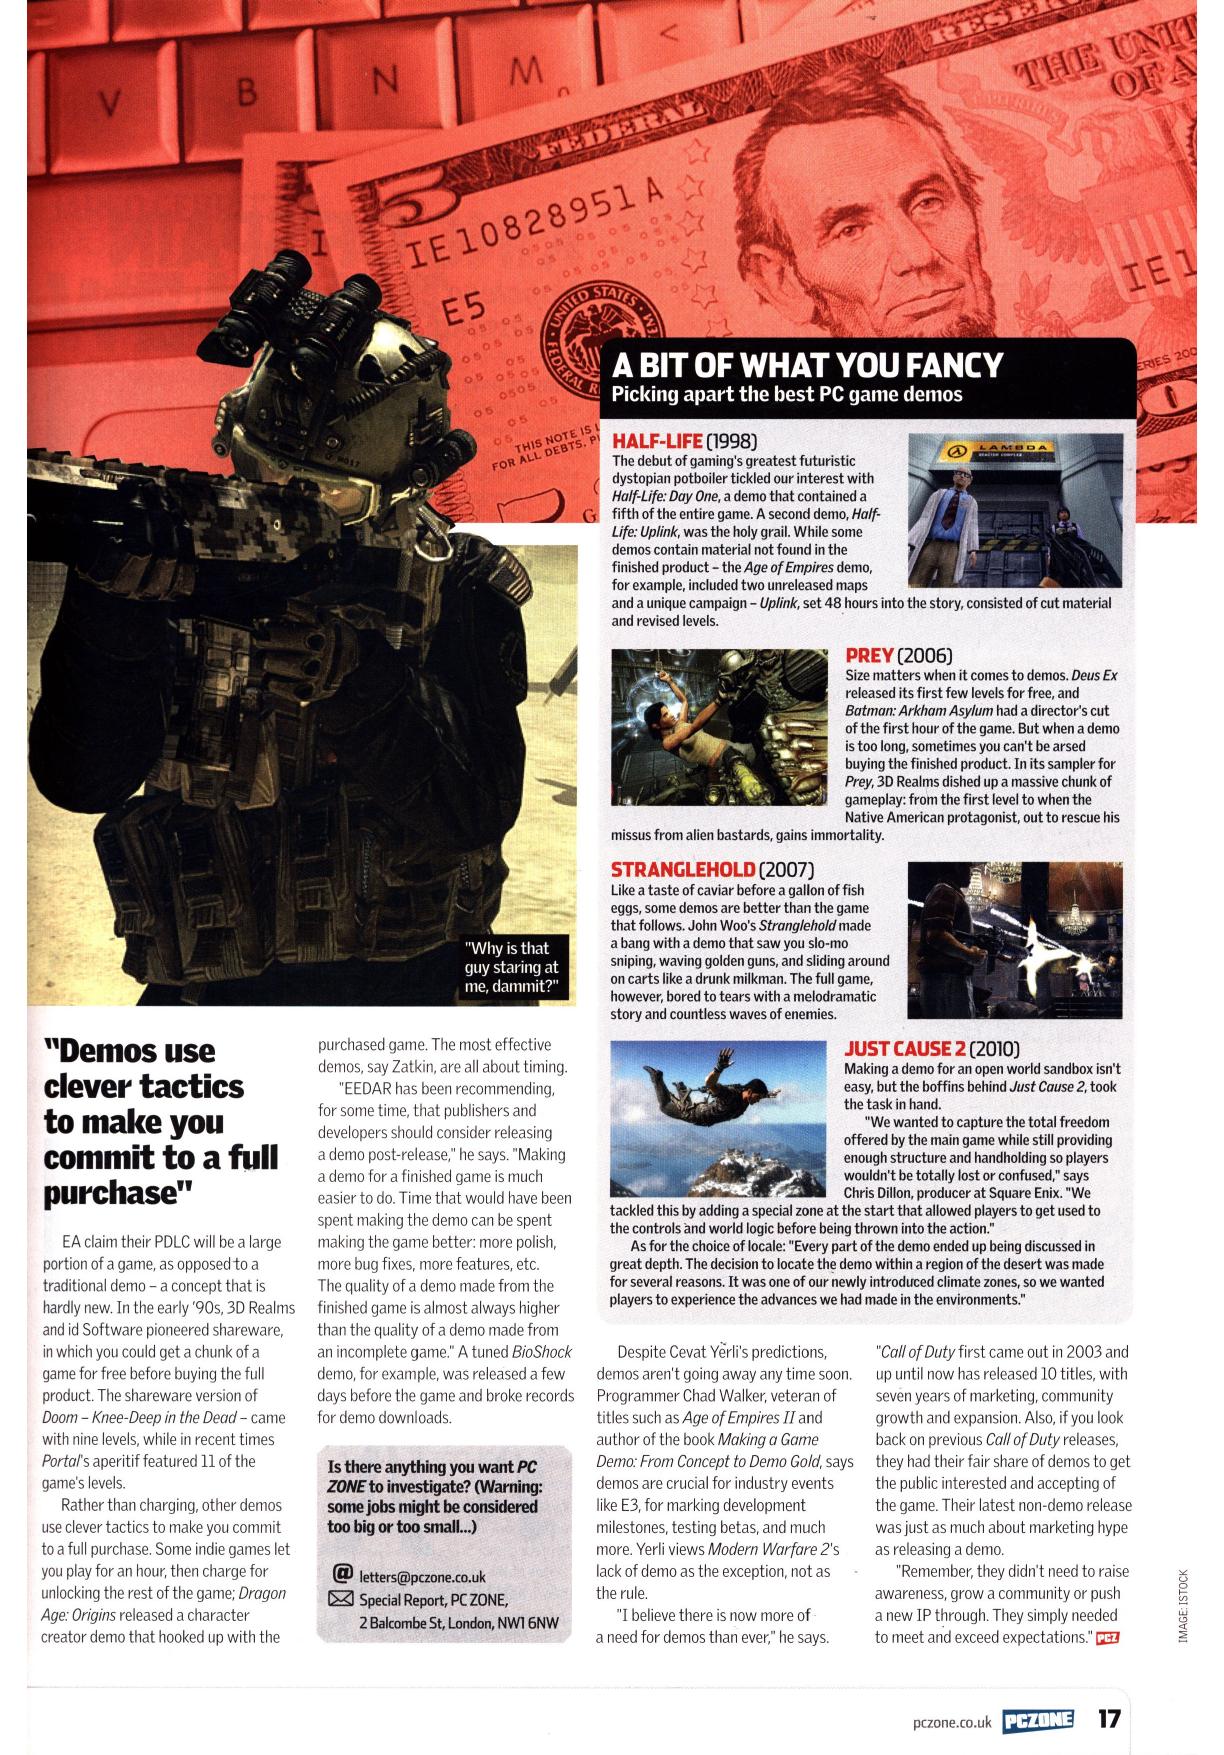 V B N M <
FEDERAL RESERVE
THE UNIT
OF A
5
IE10828951A
IE1
E5
UNITED STATES
FEDERAL R
THIS NOTE IS L
FOR ALL DEBTS, P
A BIT OF WHAT YOU FANCY
Picking apart the best PC game demos
HALF-LIFE (1998)
The debut of gaming's greatest futuristic
dystopian potboiler tickled our interest with
Half-Life: Day One, a demo that contained a
fifth of the entire game. A second demo, Half-
Life: Uplink, was the holy grail. While some
demos contain material not found in the
finished product – the Age of Empires demo,
for example, included two unreleased maps
and a unique campaign – Uplink, set 48 hours into the story, consisted of cut material
and revised levels.
LAMBDA
REACTOR COMPLEX
PREY (2006)
Size matters when it comes to demos. Deus Ex
released its first few levels for free, and
Batman: Arkham Asylum had a director's cut
of the first hour of the game. But when a demo
is too long, sometimes you can't be arsed
buying the finished product. In its sampler for
Prey, 3D Realms dished up a massive chunk of
gameplay: from the first level to when the
Native American protagonist, out to rescue his
missus from alien bastards, gains immortality.
STRANGLEHOLD (2007)
Like a taste of caviar before a gallon of fish
eggs, some demos are better than the game
that follows. John Woo's Stranglehold made
a bang with a demo that saw you slo-mo
sniping, waving golden guns, and sliding around
on carts like a drunk milkman. The full game,
however, bored to tears with a melodramatic
story and countless waves of enemies.
JUST CAUSE 2 (2010)
Making a demo for an open world sandbox isn't
easy, but the boffins behind Just Cause 2, took
the task in hand.
"We wanted to capture the total freedom
offered by the main game while still providing
enough structure and handholding so players
wouldn't be totally lost or confused," says
Chris Dillon, producer at Square Enix. "We
tackled this by adding a special zone at the start that allowed players to get used to
the controls and world logic before being thrown into the action."
As for the choice of locale: "Every part of the demo ended up being discussed in
great depth. The decision to locate the demo within a region of the desert was made
for several reasons. It was one of our newly introduced climate zones, so we wanted
players to experience the advances we had made in the environments."
"Why is that
guy staring at
me, dammit?"
"Demos use
clever tactics
to make you
commit to a full
purchase"
EA claim their PDLC will be a large
portion of a game, as opposed to a
traditional demo – a concept that is
hardly new. In the early '90s, 3D Realms
and id Software pioneered shareware,
in which you could get a chunk of a
game for free before buying the full
product. The shareware version of
Doom – Knee-Deep in the Dead – came
with nine levels, while in recent times
Portal's aperitif featured 11 of the
game's levels.
Rather than charging, other demos
use clever tactics to make you commit
to a full purchase. Some indie games let
you play for an hour, then charge for
unlocking the rest of the game; Dragon
Age: Origins released a character
creator demo that hooked up with the
purchased game. The most effective
demos, say Zatkin, are all about timing.
"EEDAR has been recommending,
for some time, that publishers and
developers should consider releasing
a demo post-release," he says. "Making
a demo for a finished game is much
easier to do. Time that would have been
spent making the demo can be spent
making the game better: more polish,
more bug fixes, more features, etc.
The quality of a demo made from the
finished game is almost always higher
than the quality of a demo made from
an incomplete game." A tuned BioShock
demo, for example, was released a few
days before the game and broke records
for demo downloads.
Is there anything you want PC
ZONE to investigate? (Warning:
some jobs might be considered
too big or too small...)
@ letters@pczone.co.uk
Special Report, PC ZONE,
2 Balcombe St, London, NW1 6NW
Despite Cevat Yerli's predictions,
demos aren't going away any time soon.
Programmer Chad Walker, veteran of
titles such as Age of Empires II and
author of the book Making a Game
Demo: From Concept to Demo Gold, says
demos are crucial for industry events
like E3, for marking development
milestones, testing betas, and much
more. Yerli views Modern Warfare 2's
lack of demo as the exception, not as
the rule.
"I believe there is now more of
a need for demos than ever," he says.
"Call of Duty first came out in 2003 and
up until now has released 10 titles, with
seven years of marketing, community
growth and expansion. Also, if you look
back on previous Call of Duty releases,
they had their fair share of demos to get
the public interested and accepting of
the game. Their latest non-demo release
was just as much about marketing hype
as releasing a demo.
"Remember, they didn't need to raise
awareness, grow a community or push
a new IP through. They simply needed
to meet and exceed expectations." PCZ
IMAGE: ISTOCK
pczone.co.uk PCZONE 17